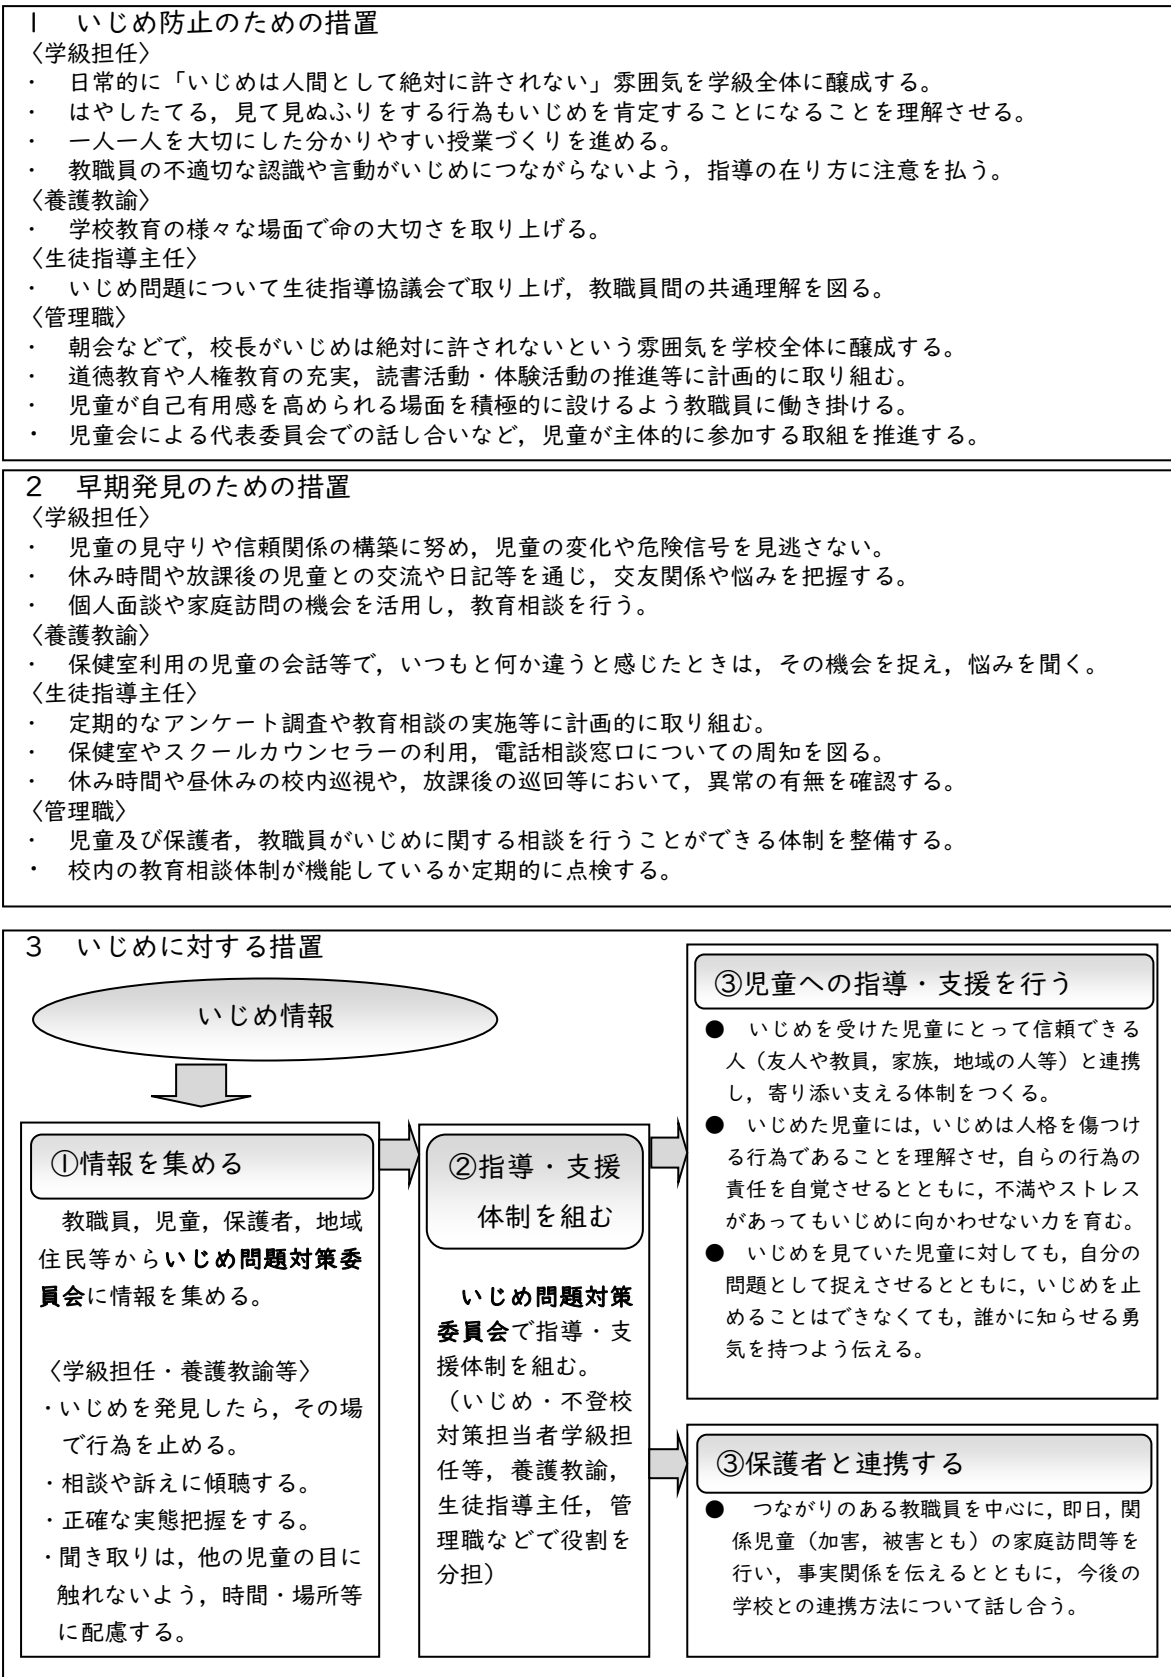 １　いじめ防止のための措置
〈学級担任〉
・　日常的に「いじめは人間として絶対に許されない」雰囲気を学級全体に醸成する。
・　はやしたてる，見て見ぬふりをする行為もいじめを肯定することになることを理解させる。
・　一人一人を大切にした分かりやすい授業づくりを進める。
・　教職員の不適切な認識や言動がいじめにつながらないよう，指導の在り方に注意を払う。
〈養護教諭〉
・　学校教育の様々な場面で命の大切さを取り上げる。
〈生徒指導主任〉
・　いじめ問題について生徒指導協議会で取り上げ，教職員間の共通理解を図る。
〈管理職〉
・　朝会などで，校長がいじめは絶対に許されないという雰囲気を学校全体に醸成する。
・　道徳教育や人権教育の充実，読書活動・体験活動の推進等に計画的に取り組む。
・　児童が自己有用感を高められる場面を積極的に設けるよう教職員に働き掛ける。
・　児童会による代表委員会での話し合いなど，児童が主体的に参加する取組を推進する。
２　早期発見のための措置
〈学級担任〉
・　児童の見守りや信頼関係の構築に努め，児童の変化や危険信号を見逃さない。
・　休み時間や放課後の児童との交流や日記等を通じ，交友関係や悩みを把握する。
・　個人面談や家庭訪問の機会を活用し，教育相談を行う。
〈養護教諭〉
・　保健室利用の児童の会話等で，いつもと何か違うと感じたときは，その機会を捉え，悩みを聞く。
〈生徒指導主任〉
・　定期的なアンケート調査や教育相談の実施等に計画的に取り組む。
・　保健室やスクールカウンセラーの利用，電話相談窓口についての周知を図る。
・　休み時間や昼休みの校内巡視や，放課後の巡回等において，異常の有無を確認する。
〈管理職〉
・　児童及び保護者，教職員がいじめに関する相談を行うことができる体制を整備する。
・　校内の教育相談体制が機能しているか定期的に点検する。
３　いじめに対する措置
いじめ情報
①情報を集める
教職員，児童，保護者，地域
住民等からいじめ問題対策委
員会に情報を集める。
〈学級担任・養護教諭等〉
・いじめを発見したら，その場
で行為を止める。
・相談や訴えに傾聴する。
・正確な実態把握をする。
・聞き取りは，他の児童の目に
触れないよう，時間・場所等
に配慮する。
②指導・支援
体制を組む
いじめ問題対策
委員会で指導・支
援体制を組む。
（いじめ・不登校
対策担当者学級担
任等，養護教諭，
生徒指導主任，管
理職などで役割を
分担）
③児童への指導・支援を行う
●　いじめを受けた児童にとって信頼できる
人（友人や教員，家族，地域の人等）と連携
し，寄り添い支える体制をつくる。
●　いじめた児童には，いじめは人格を傷つけ
る行為であることを理解させ，自らの行為の
責任を自覚させるとともに，不満やストレス
があってもいじめに向かわせない力を育む。
●　いじめを見ていた児童に対しても，自分の
問題として捉えさせるとともに，いじめを止
めることはできなくても，誰かに知らせる勇
気を持つよう伝える。
③保護者と連携する
●　つながりのある教職員を中心に，即日，関
係児童（加害，被害とも）の家庭訪問等を
行い，事実関係を伝えるとともに，今後の
学校との連携方法について話し合う。